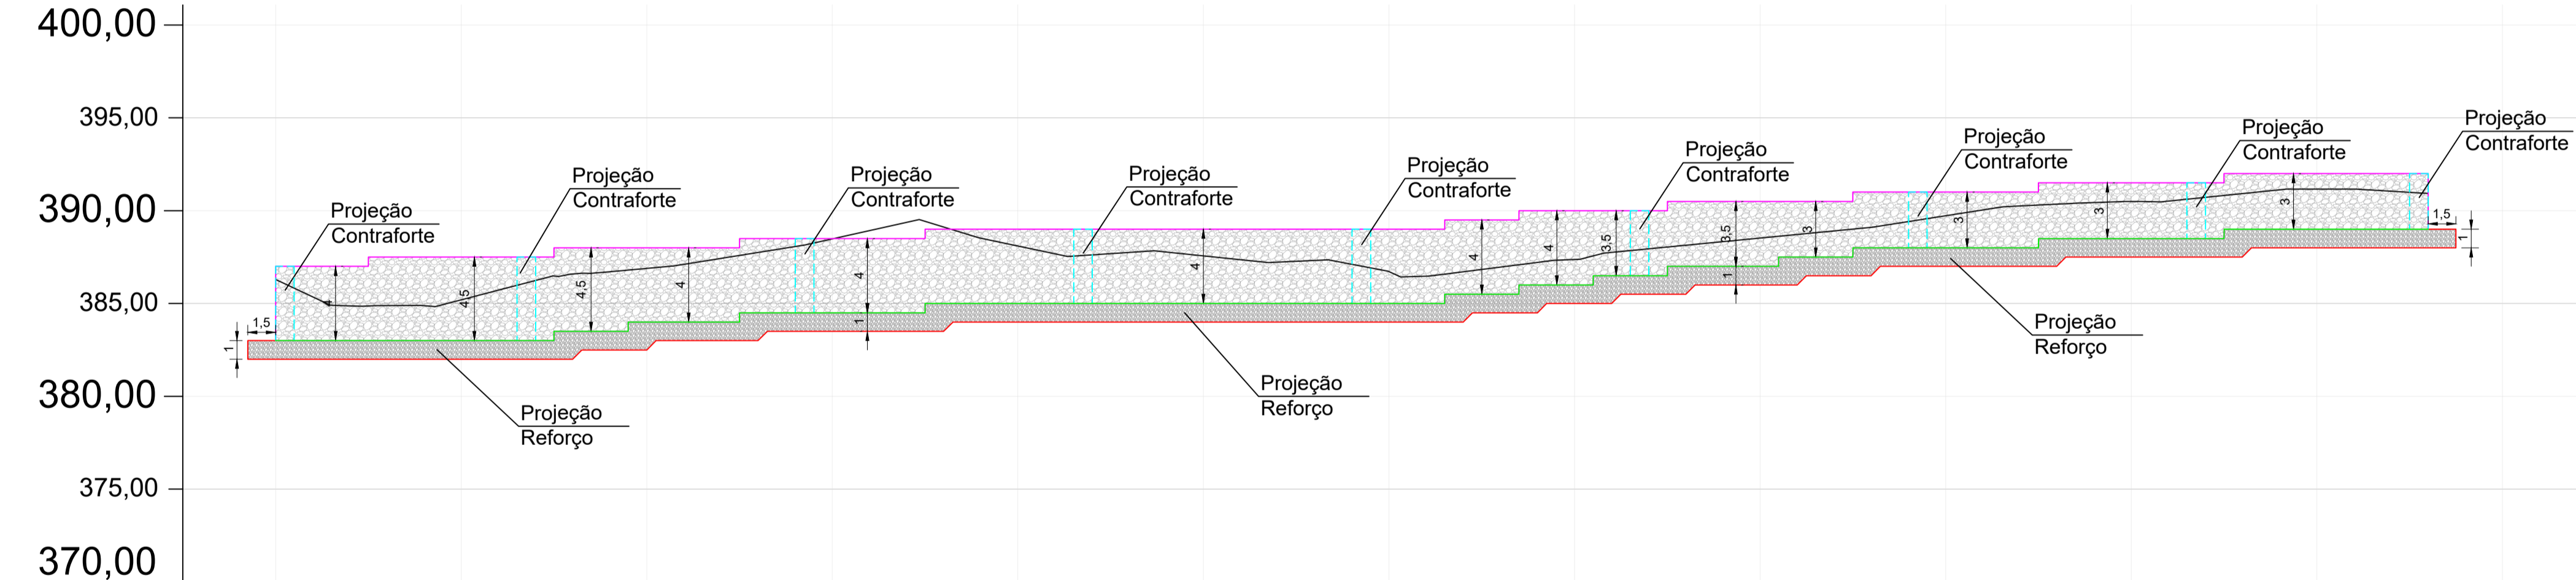 400,00
395,00
390,00
385,00
380,00
375,00
370,00
Projeção
Contraforte
Projeção
Contraforte
Projeção
Contraforte
Projeção
Contraforte
Projeção
Contraforte
Projeção
Contraforte
Projeção
Contraforte
Projeção
Contraforte
Projeção
Contraforte
1,5
1
4
4,5
4,5
4
4
1
4
4
4
3,5
3,5
1
3
3
3
3
1,5
1
Projeção
Reforço
Projeção
Reforço
Projeção
Reforço